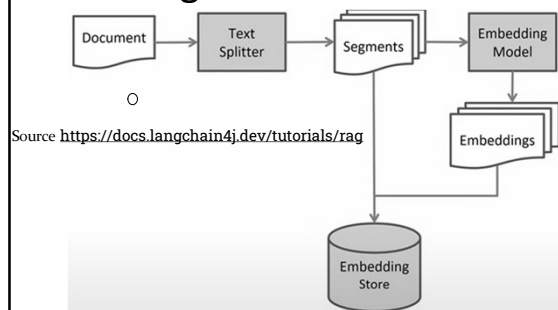 Document
Text
Splitter
Segments
Embedding
Model
Source https://docs.langchain4j.dev/tutorials/rag
Embeddings
Embedding
Store